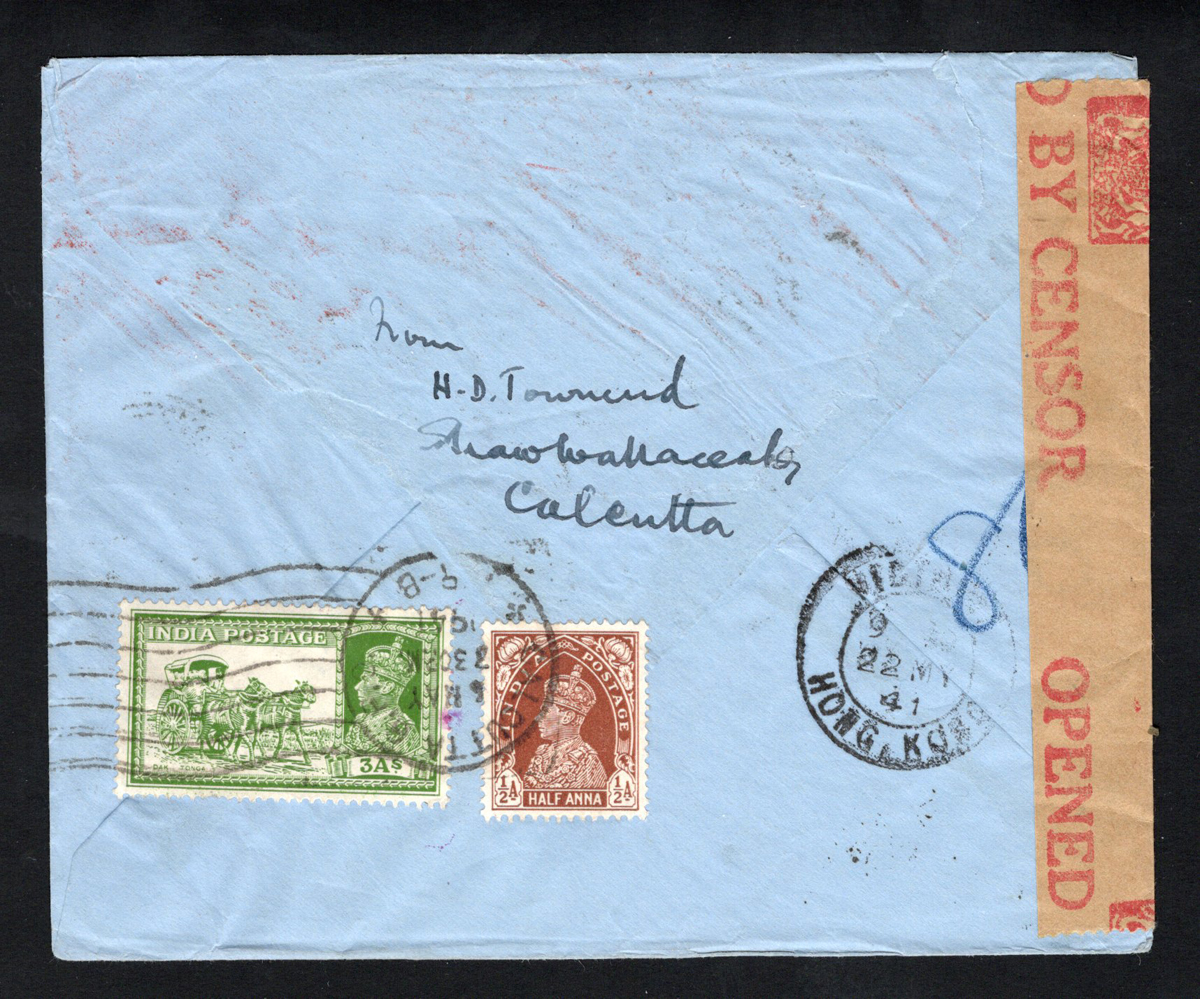 From
H-D. Townend
Shaw Wallace & Co
Calcutta
INDIA POSTAGE
3AS
INDIA POSTAGE
½A
HALF ANNA
½A
CALCUTTA
22 MY
41
HONG KONG
BY CENSOR
OPENED